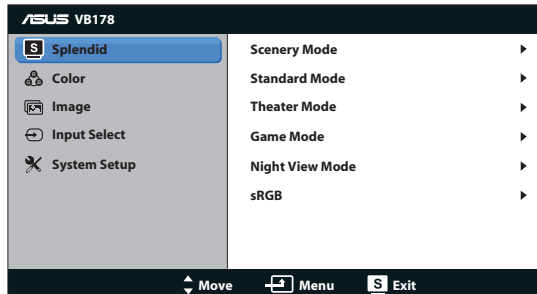 ASUS VB178
S Splendid
Color
Image
Input Select
System Setup
Scenery Mode
Standard Mode
Theater Mode
Game Mode
Night View Mode
sRGB
Move Menu S Exit